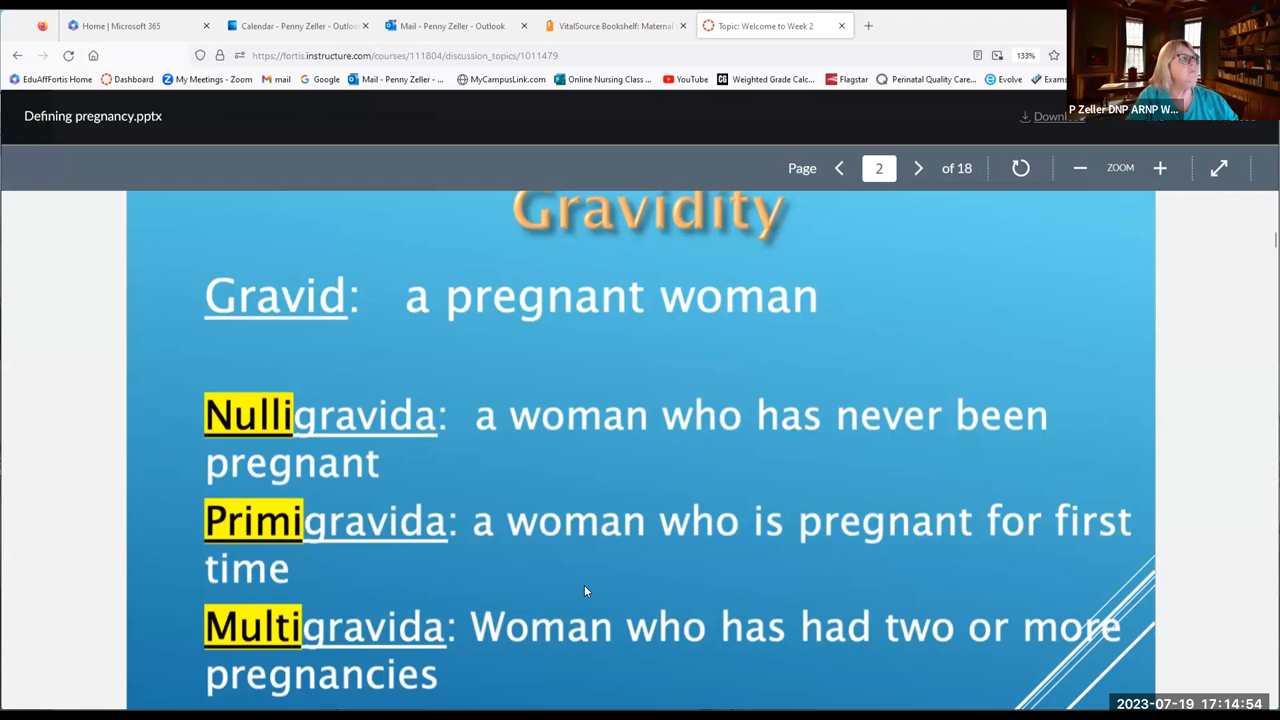 Home | Microsoft 365
Calendar - Penny Zeller - Outloo
Mail - Penny Zeller - Outlook
VitalSource Bookshelf: Maternal
Topic: Welcome to Week 2
https://fortis.instructure.com/courses/111804/discussion_topics/1011479
133%
EduAffFortis Home
Dashboard
My Meetings - Zoom
mail
Google
Mail - Penny Zeller - ...
MyCampusLink.com
Online Nursing Class ...
YouTube
Weighted Grade Calc...
Flagstar
Perinatal Quality Care...
Evolve
Exams
P Zeller DNP ARNP W...
Defining pregnancy.pptx
Page 2 of 18
ZOOM
Gravidity
Gravid: a pregnant woman
Nulligravida: a woman who has never been
pregnant
Primigravida: a woman who is pregnant for first
time
Multigravida: Woman who has had two or more
pregnancies
2023-07-19 17:14:54